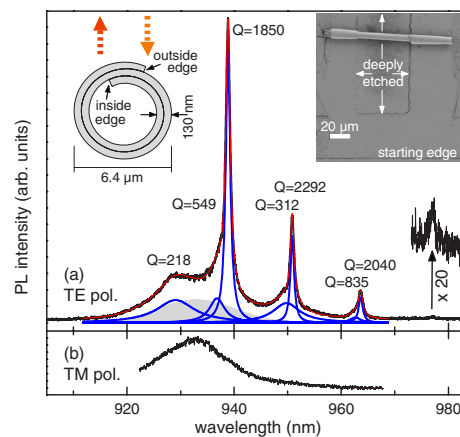 Q=1850
outside
edge
inside
edge
130 nm
6.4 µm
deeply
etched
20 µm
starting edge
Q=549
Q=2292
Q=312
Q=218
Q=2040
Q=835
x 20
(a)
TE pol.
(b)
TM pol.
PL intensity (arb. units)
920
940
960
980
wavelength (nm)